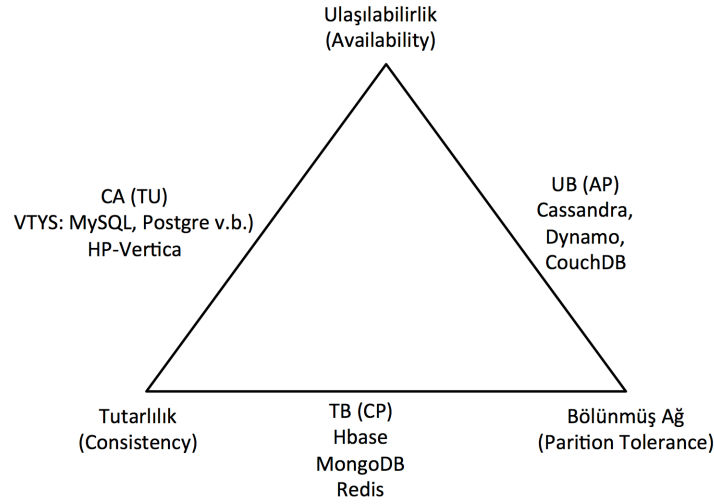 Ulaşılabilirlik
(Availability)
CA (TU)
VTYS: MySQL, Postgre v.b.)
HP-Vertica
UB (AP)
Cassandra,
Dynamo,
CouchDB
Tutarlılık
(Consistency)
TB (CP)
Hbase
MongoDB
Redis
Bölünmüş Ağ
(Parition Tolerance)